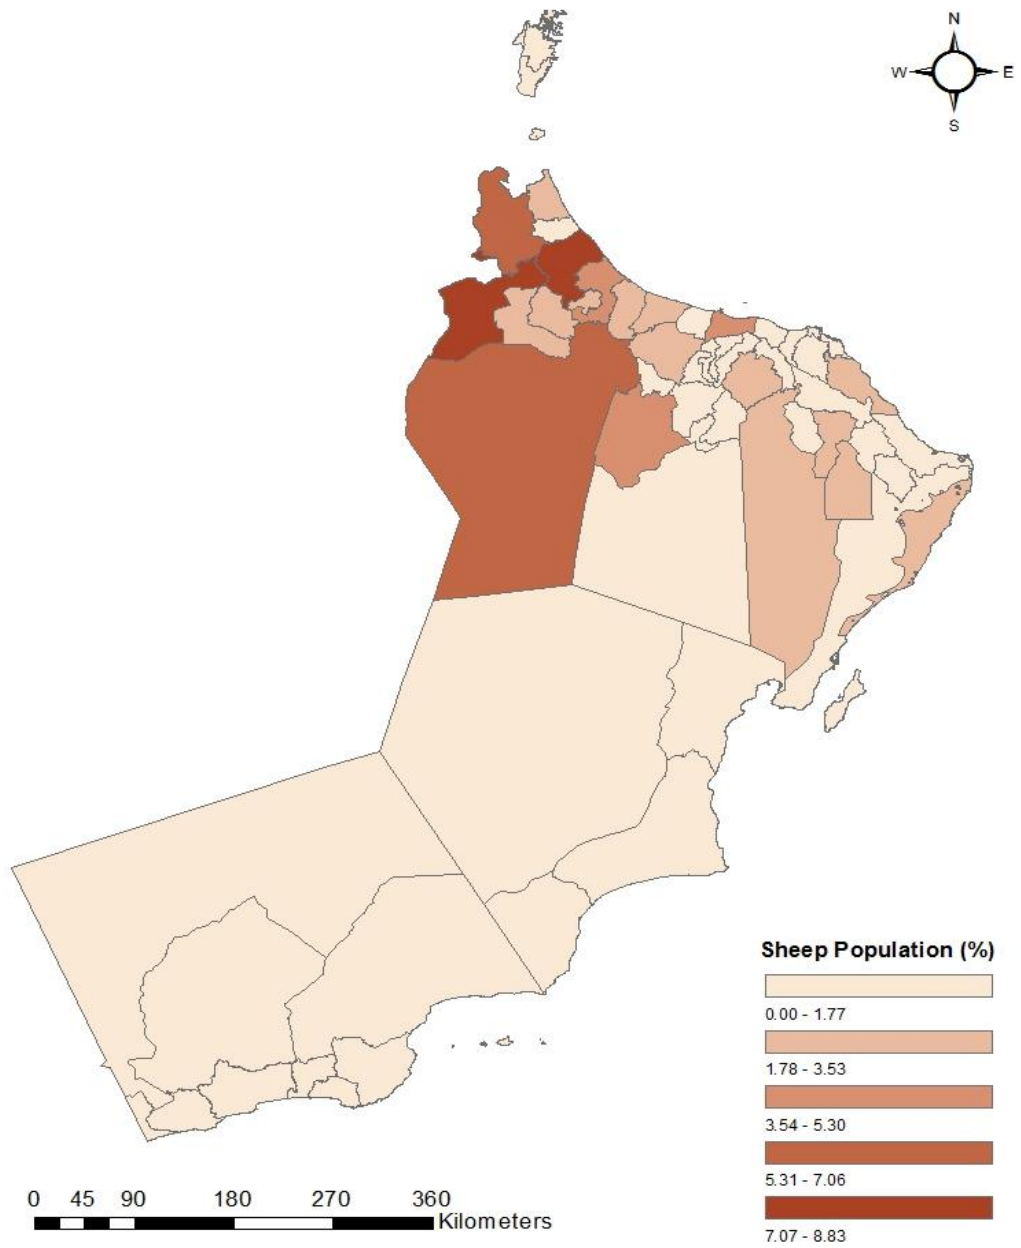 N
W E
S
Sheep Population (%)
0.00 - 1.77
1.78 - 3.53
3.54 - 5.30
5.31 - 7.06
7.07 - 8.83
0 45 90 180 270 360
Kilometers